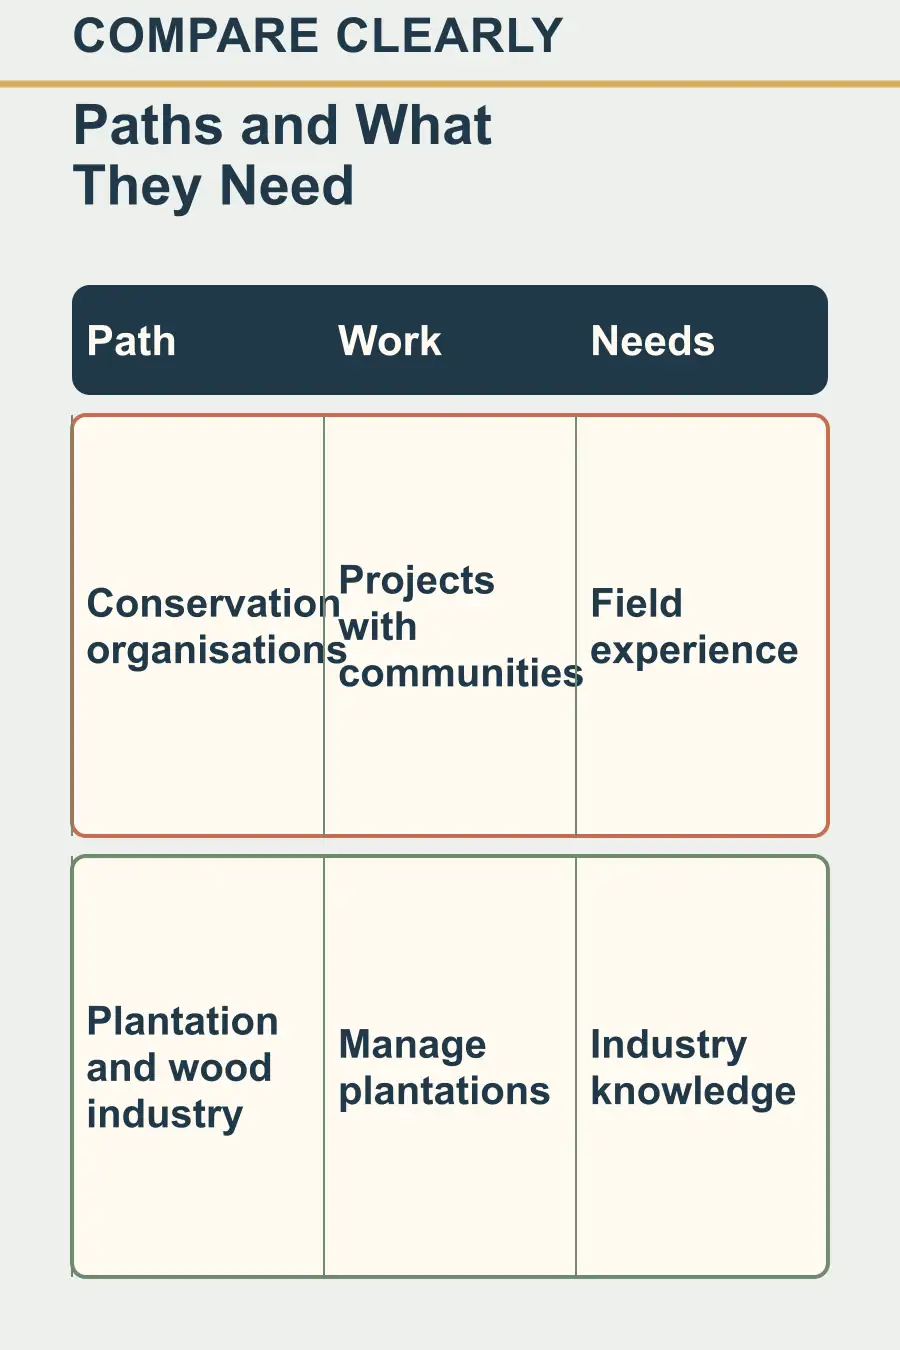 COMPARE CLEARLY
Paths and What
They Need
Path
Work
Needs
Conservation
organisations
Projects
with
communities
Field
experience
Plantation
and wood
industry
Manage
plantations
Industry
knowledge